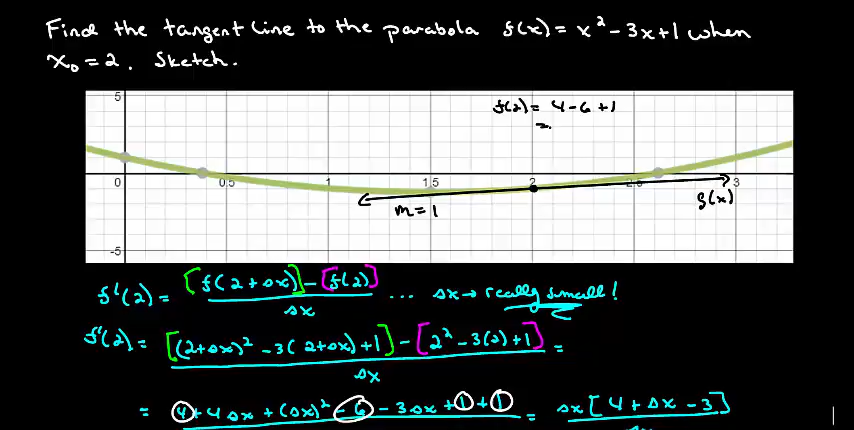 Find the tangent line to the parabola f(x) = x² - 3x + 1 when
x₀ = 2. Sketch.
5
f(2) = 4 - 6 + 1
=
0 0.5 1 1.5 2 2.5 3
m = 1 g(x)
-5
f'(2) = [f(2+Δx)] - [f(2)] / Δx ... Δx → really small!
f'(2) = [(2+Δx)² - 3(2+Δx) + 1] - [2² - 3(2) + 1] / Δx =
= 4 + 4Δx + (Δx)² - 6 - 3Δx + 1 + 1 = Δx[4 + Δx - 3]